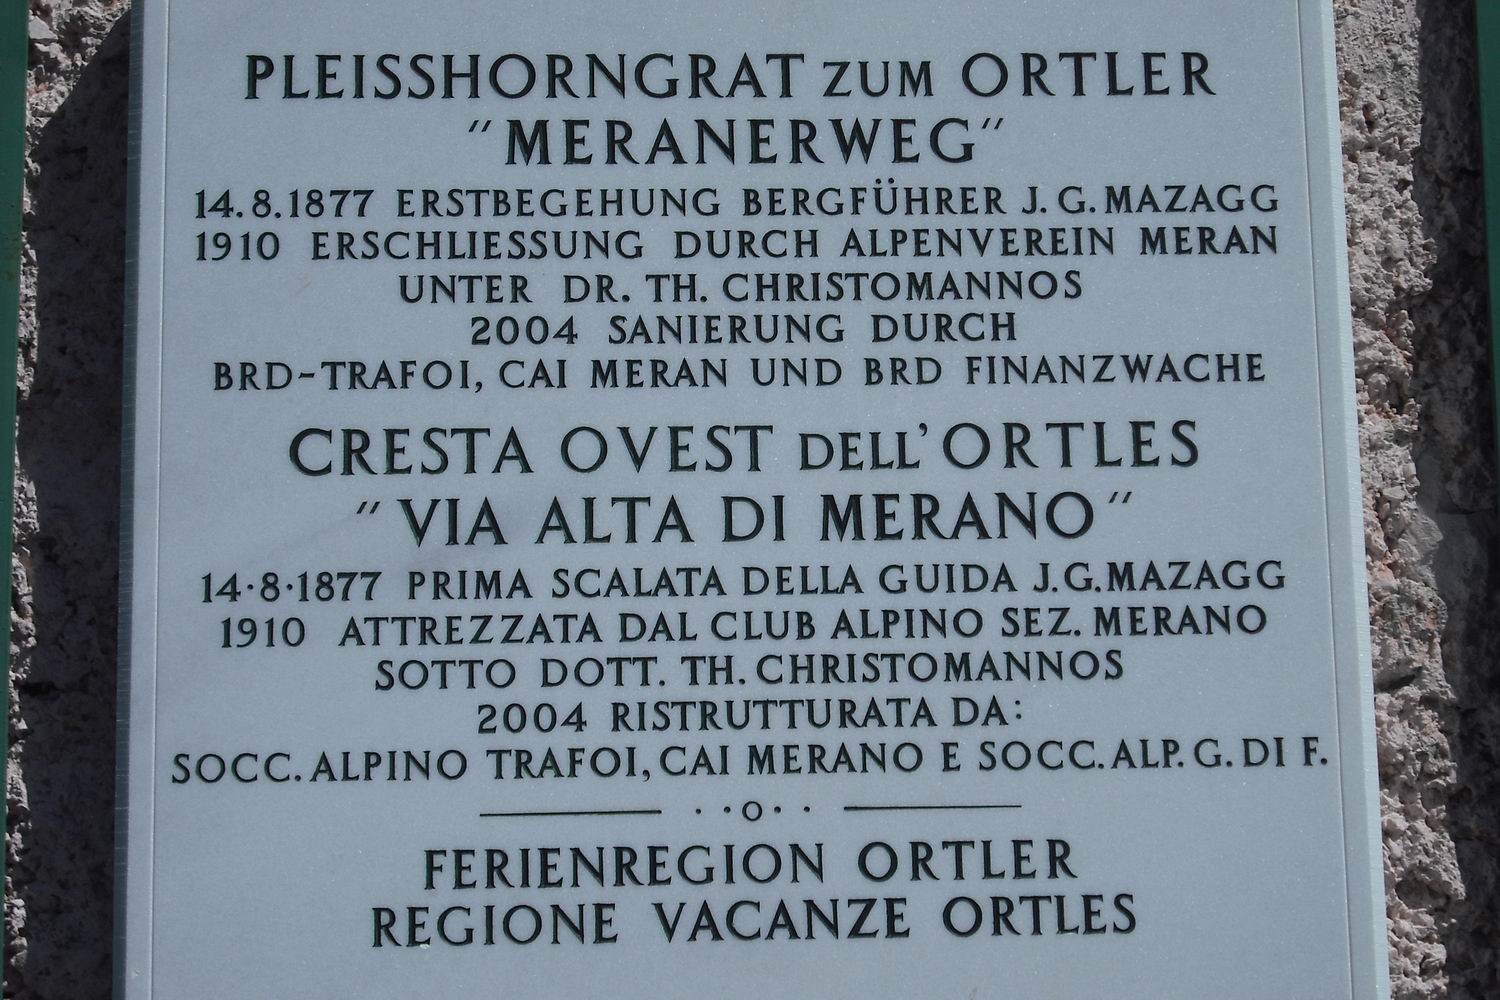 PLEISSHORNGRAT ZUM ORTLER
"MERANERWEG"
14.8.1877 ERSTBEGEHUNG BERGFÜHRER J.G.MAZAGG
1910 ERSCHLIESSUNG DURCH ALPENVEREIN MERAN
UNTER DR. TH. CHRISTOMANNOS
2004 SANIERUNG DURCH
BRD-TRAFOI, CAI MERAN UND BRD FINANZWACHE
CRESTA OVEST DELL'ORTLES
"VIA ALTA DI MERANO"
14·8·1877 PRIMA SCALATA DELLA GUIDA J.G.MAZAGG
1910 ATTREZZATA DAL CLUB ALPINO SEZ. MERANO
SOTTO DOTT. TH. CHRISTOMANNOS
2004 RISTRUTTURATA DA:
SOCC. ALPINO TRAFOI, CAI MERANO E SOCC. ALP. G. DI F.
FERIENREGION ORTLER
REGIONE VACANZE ORTLES